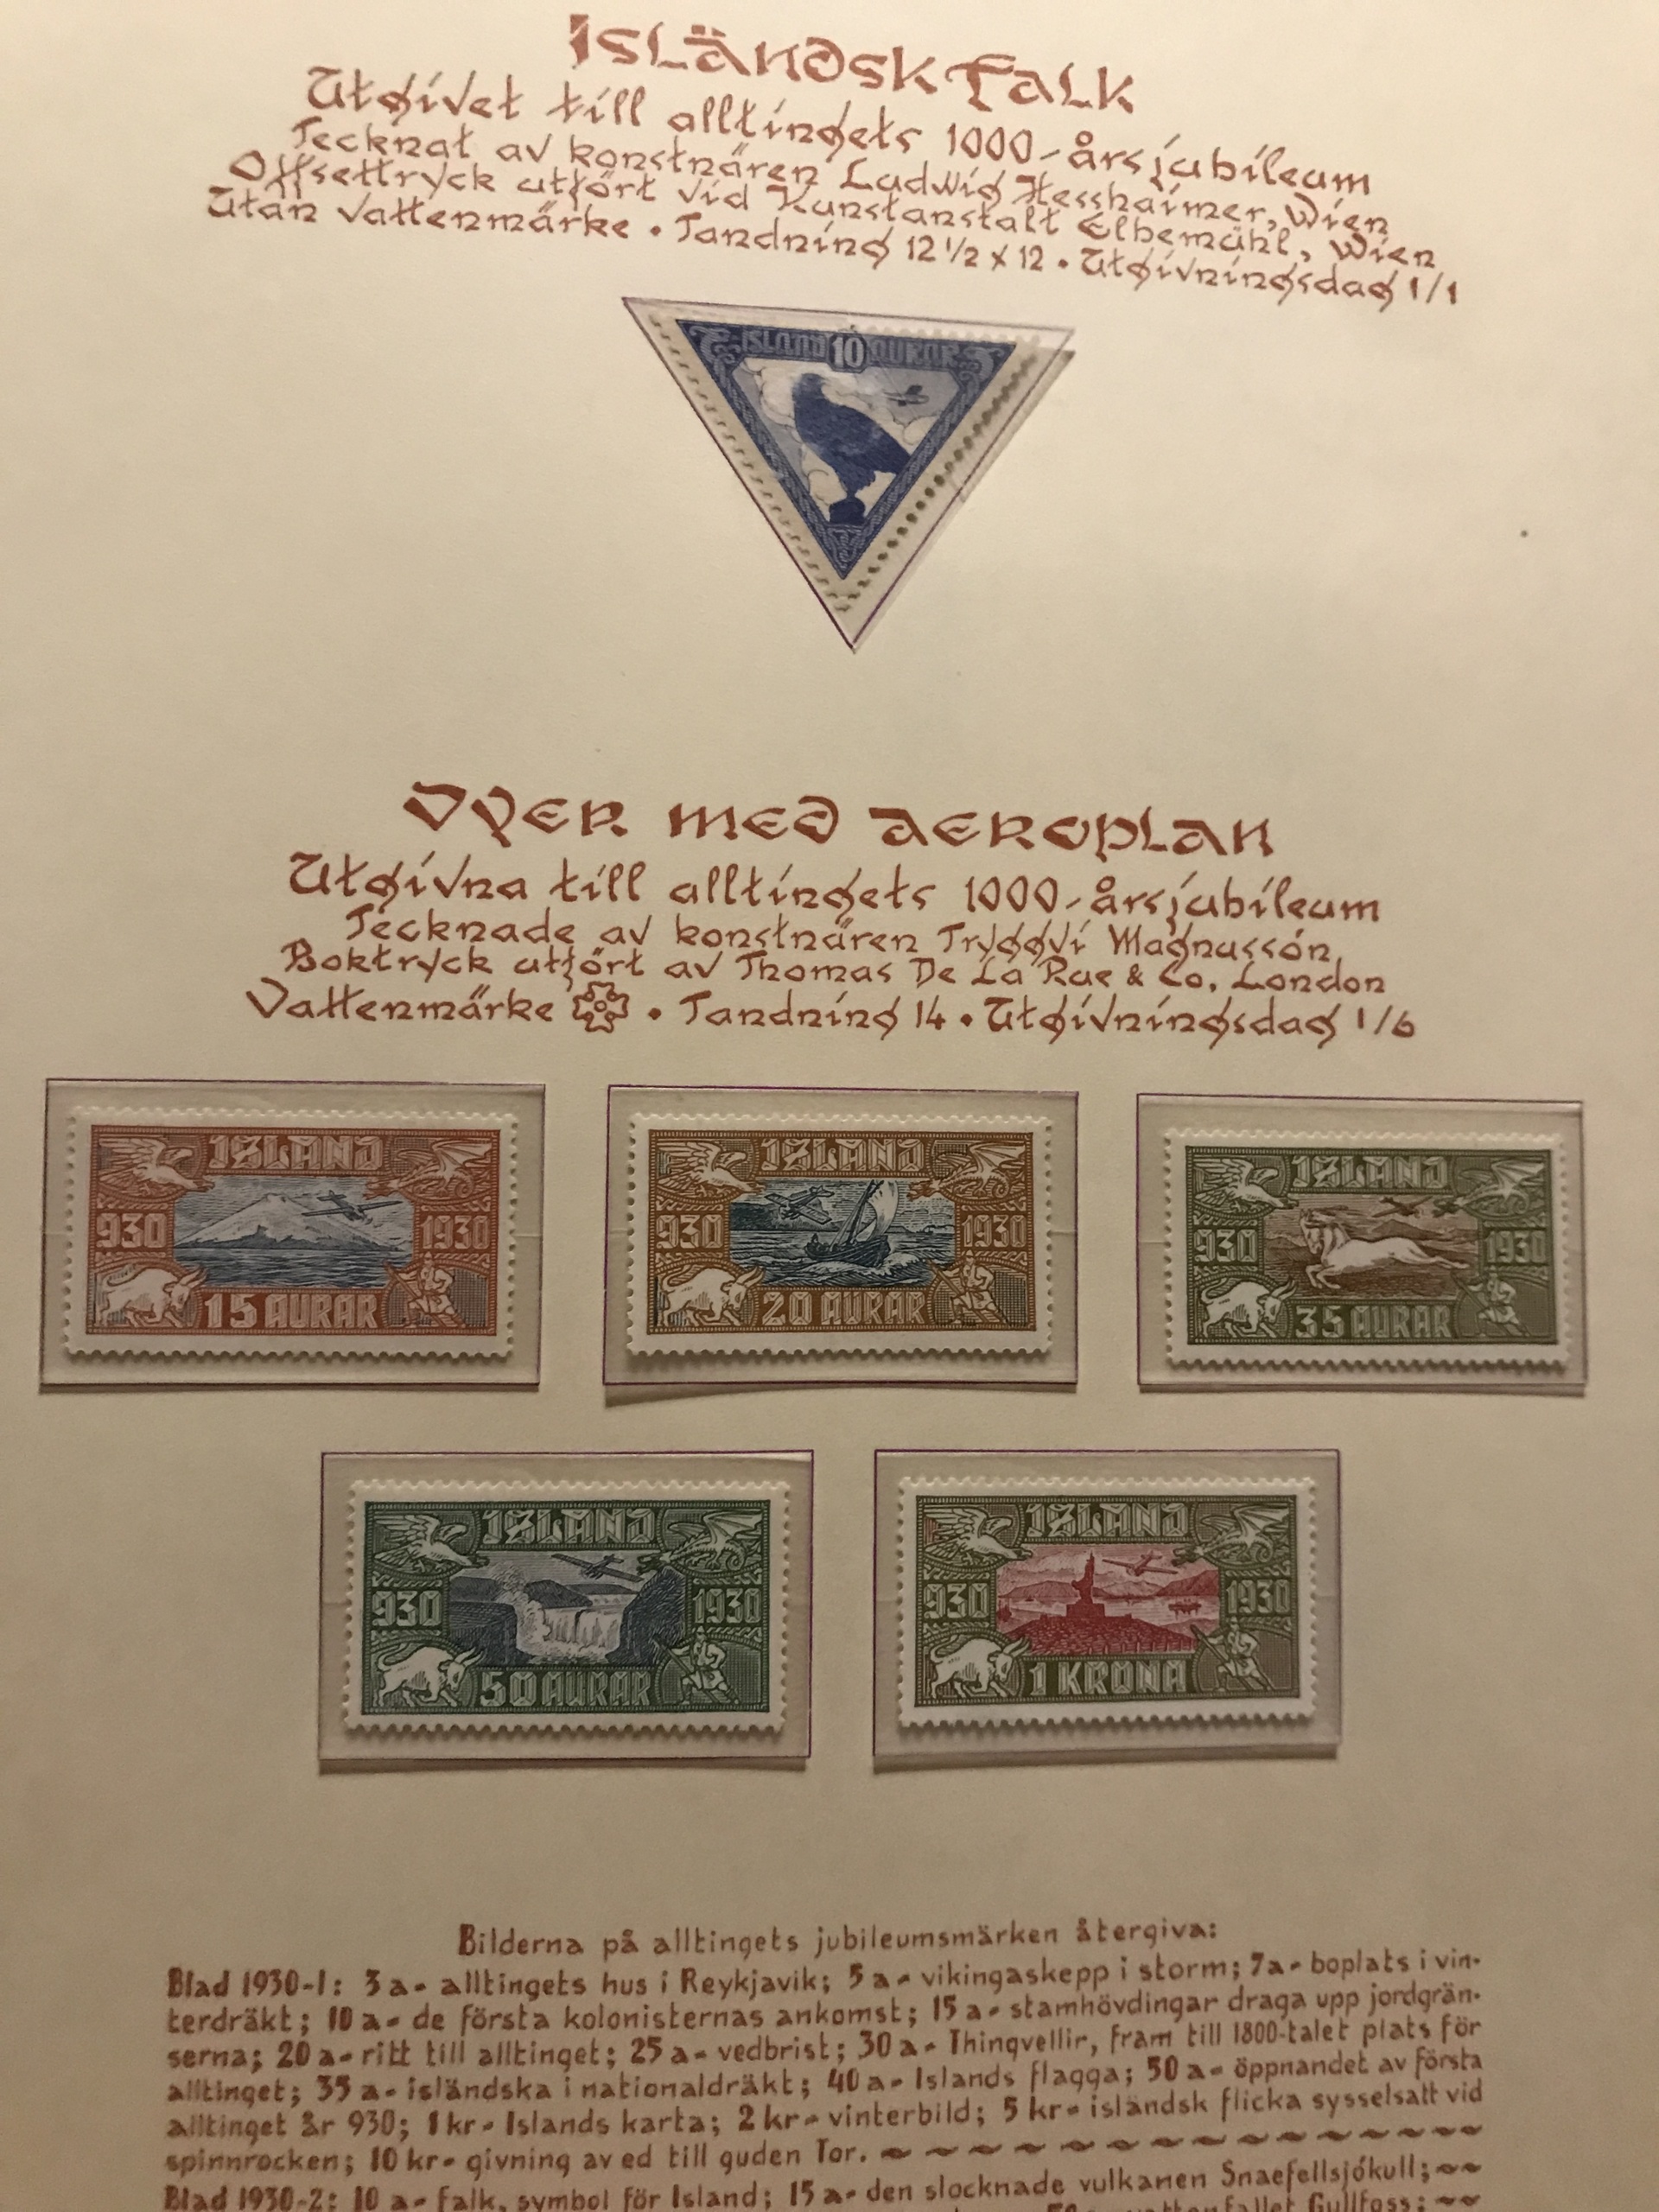 Isländsk Falk
Utgivet till alltingets 1000-årsjubileum
Tecknat av konstnären Ludwig Hesshaimer, Wien
Offsettryck utfört vid Kunstanstalt Elbemühl, Wien
Utan vattenmärke • Tandning 12 1/2 x 12 • Utgivningsdag 1/1
ISLAND 10 AURAR
Vyer med aeroplan
Utgivna till alltingets 1000-årsjubileum
Tecknade av konstnären Tryggvi Magnussón
Boktryck utfört av Thomas De La Rue & Co, London
Vattenmärke • Tandning 14 • Utgivningsdag 1/6
ISLAND
930 1930
15 AURAR
ISLAND
930 1930
20 AURAR
ISLAND
930 1930
35 AURAR
ISLAND
930 1930
50 AURAR
ISLAND
930 1930
1 KRONA
Bilderna på alltingets jubileumsmärken återgiva:
Blad 1930-1: 3 a- alltingets hus i Reykjavik; 5 a- vikingaskepp i storm; 7 a- boplats i vin-
terdräkt; 10 a- de första kolonisternas ankomst; 15 a- stamhövdingar draga upp jordgrän-
serna; 20 a- ritt till alltinget; 25 a- vedbrist; 30 a- Thingvellir, fram till 1800-talet plats för
alltinget; 35 a- isländska i nationaldräkt; 40 a- Islands flagga; 50 a- öppnandet av första
alltinget år 930; 1 kr- Islands karta; 2 kr- vinterbild; 5 kr- isländsk flicka sysselsatt vid
spinnrocken; 10 kr- givning av ed till guden Tor.
Blad 1930-2: 10 a- falk, symbol för Island; 15 a- den slocknade vulkanen Snaefellsjókull;
vattenfallet Gullfoss;